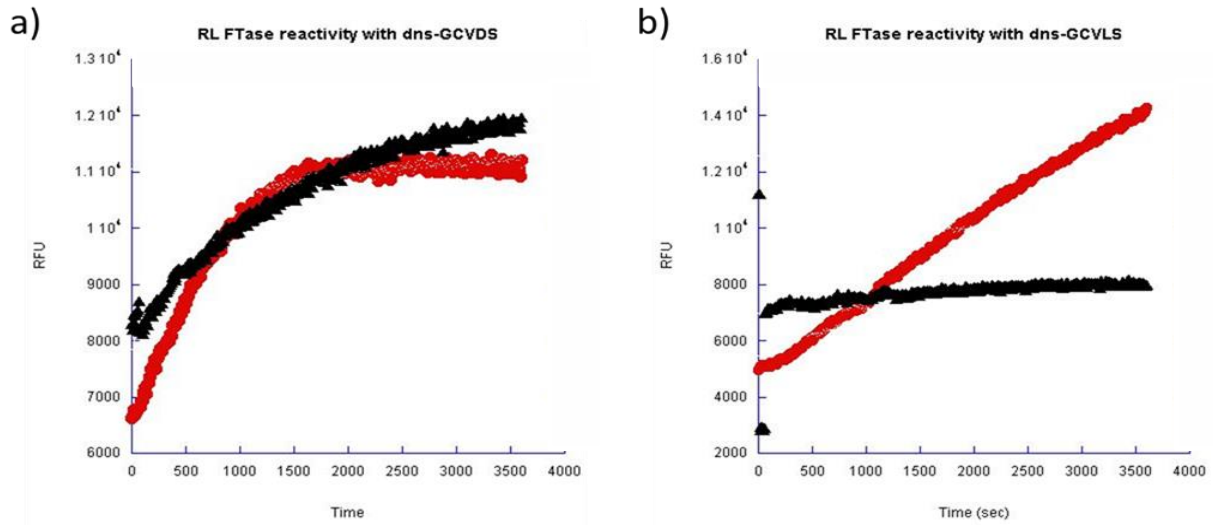 a)
RL FTase reactivity with dns-GCVDS
1.3 10⁴
1.2 10⁴
1.1 10⁴
1 10⁴
9000
8000
7000
6000
RFU
0 500 1000 1500 2000 2500 3000 3500 4000
Time
b)
RL FTase reactivity with dns-GCVLS
1.6 10⁴
1.4 10⁴
1.2 10⁴
1 10⁴
8000
6000
4000
2000
RFU
0 500 1000 1500 2000 2500 3000 3500 4000
Time (sec)